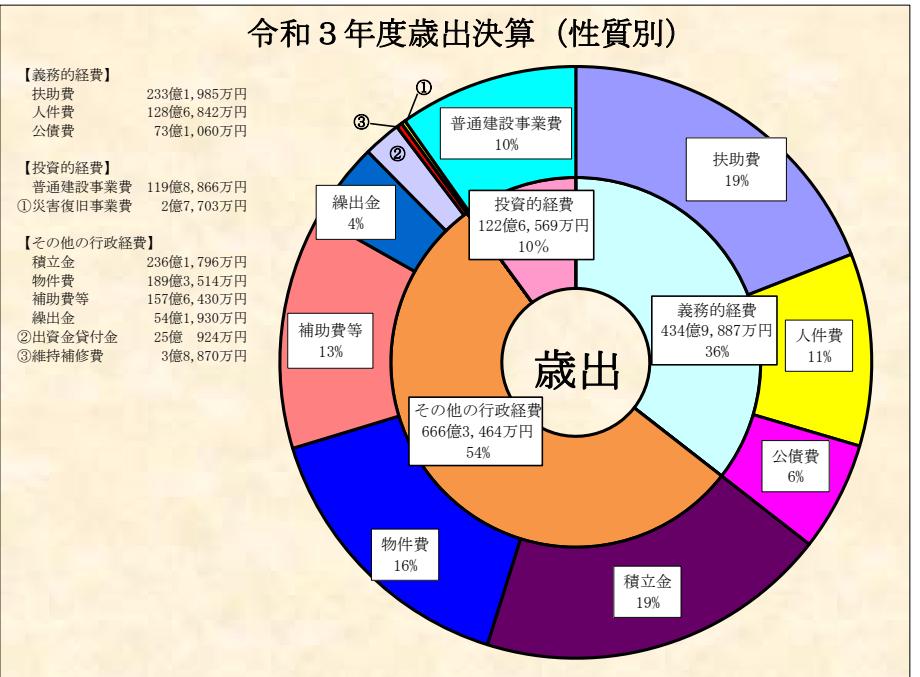 令和３年度歳出決算（性質別）
【義務的経費】
扶助費 233億1,985万円
人件費 128億6,842万円
公債費 73億1,060万円
【投資的経費】
普通建設事業費 119億8,866万円
①災害復旧事業費 2億7,703万円
【その他の行政経費】
積立金 236億1,796万円
物件費 189億3,514万円
補助費等 157億6,430万円
繰出金 54億1,930万円
②出資金貸付金 25億 924万円
③維持補修費 3億8,870万円
①
③
②
普通建設事業費
10%
扶助費
19%
繰出金
4%
投資的経費
122億6,569万円
10%
義務的経費
434億9,887万円
36%
人件費
11%
補助費等
13%
歳出
その他の行政経費
666億3,464万円
54%
公債費
6%
物件費
16%
積立金
19%